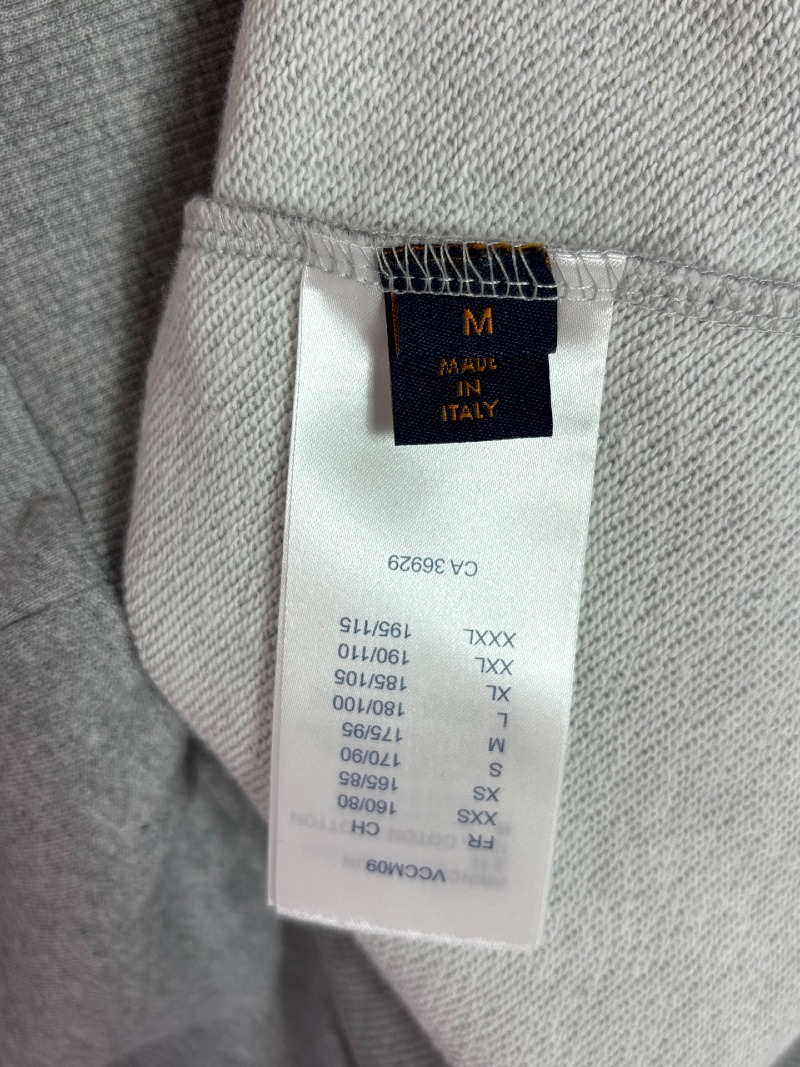 M
MADE
IN
ITALY
VCCM09
FR CH
XXS 160/80
XS 165/85
S 170/90
M 175/95
L 180/100
XL 185/105
XXL 190/110
XXXL 195/115
CA 36929